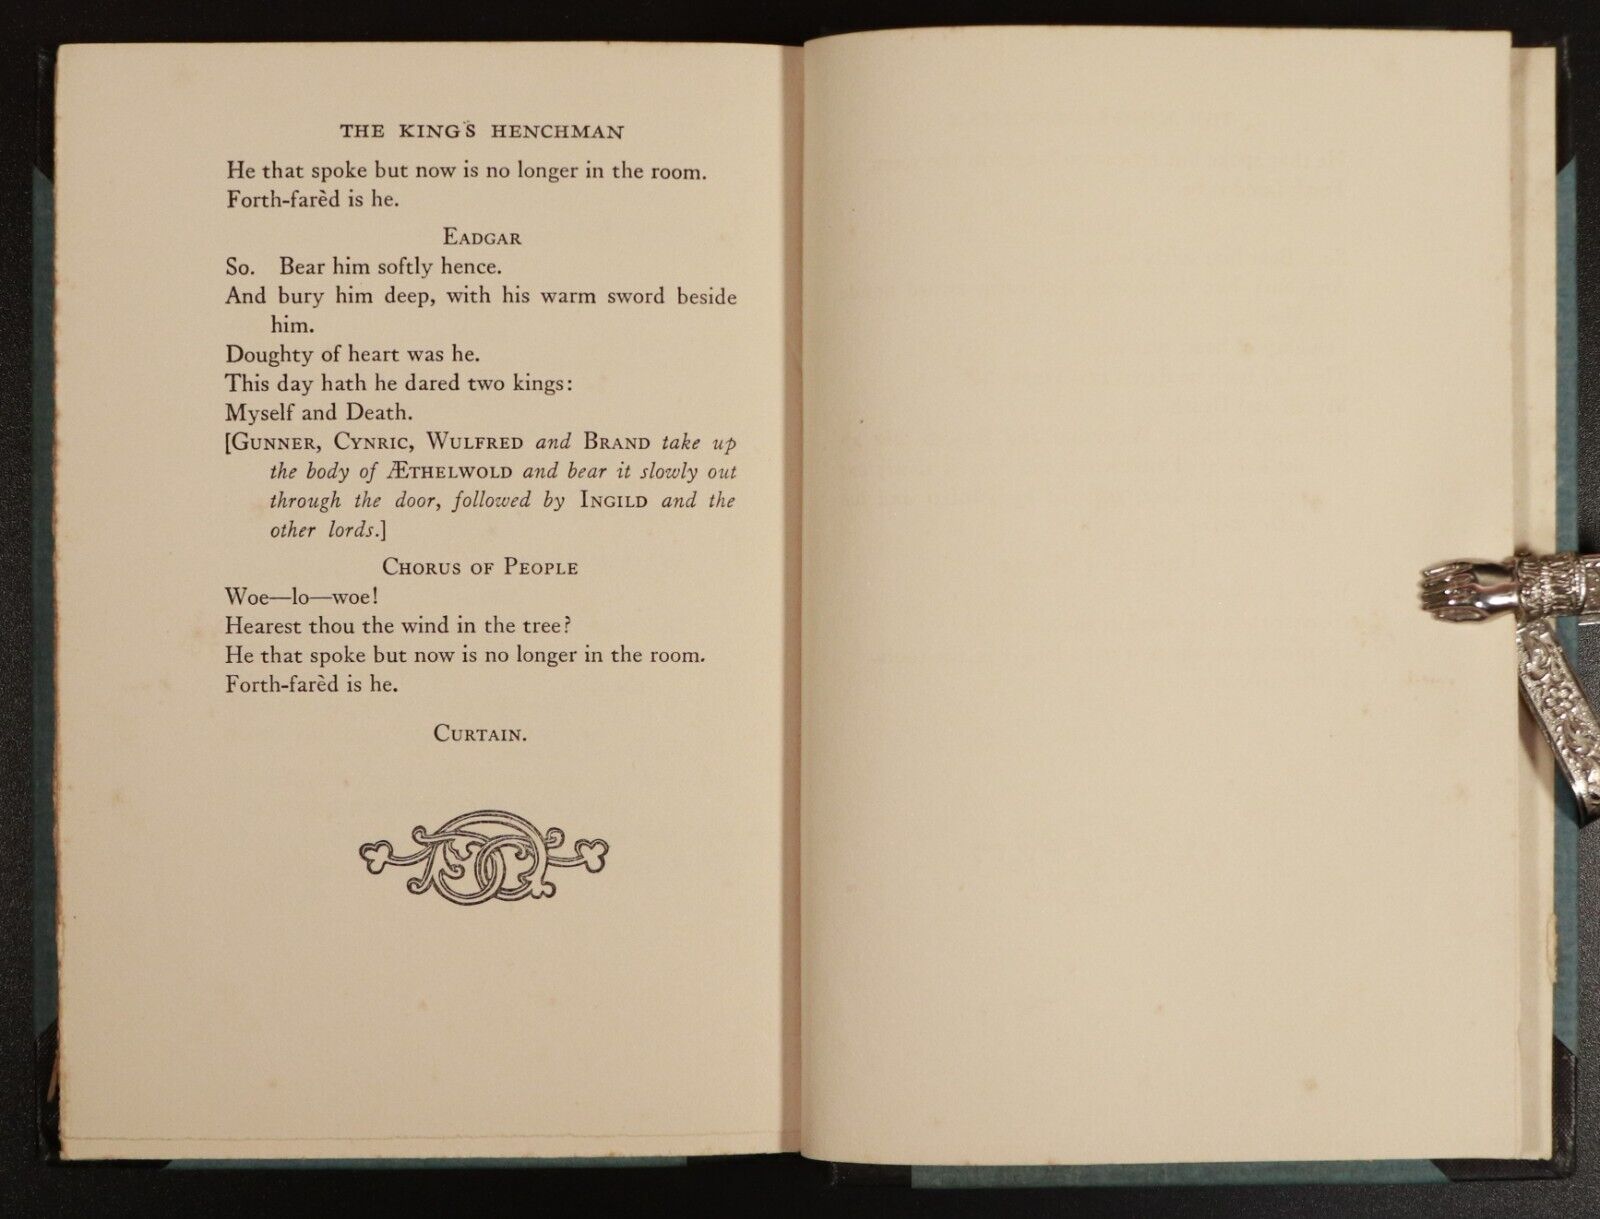 THE KING'S HENCHMAN
He that spoke but now is no longer in the room.
Forth-farèd is he.
EADGAR
So. Bear him softly hence.
And bury him deep, with his warm sword beside
him.
Doughty of heart was he.
This day hath he dared two kings:
Myself and Death.
[GUNNER, CYNRIC, WULFRED and BRAND take up
the body of ÆTHELWOLD and bear it slowly out
through the door, followed by INGILD and the
other lords.]
CHORUS OF PEOPLE
Woe—lo—woe!
Hearest thou the wind in the tree?
He that spoke but now is no longer in the room.
Forth-farèd is he.
CURTAIN.